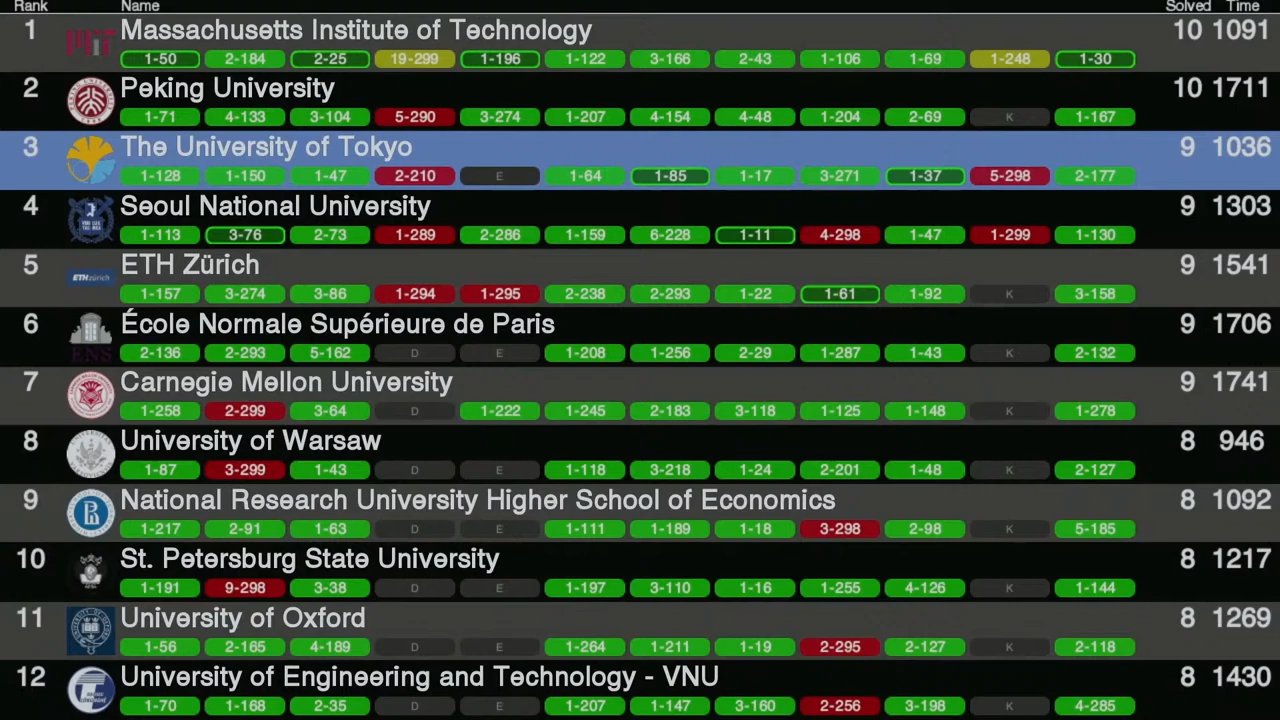 Rank Name Solved Time
1 Massachusetts Institute of Technology 10 1091
1-50 2-184 2-25 19-299 1-196 1-122 3-166 2-43 1-106 1-69 1-248 1-30
2 Peking University 10 1711
1-71 4-133 3-104 5-290 3-274 1-207 4-154 4-48 1-204 2-69 K 1-167
3 The University of Tokyo 9 1036
1-128 1-150 1-47 2-210 E 1-64 1-85 1-17 3-271 1-37 5-298 2-177
4 Seoul National University 9 1303
1-113 3-76 2-73 1-289 2-286 1-159 6-228 1-11 4-298 1-47 1-299 1-130
5 ETH zürich ETH Zürich 9 1541
1-157 3-274 3-86 1-294 1-295 2-238 2-293 1-22 1-61 1-92 K 3-158
6 École Normale Supérieure de Paris 9 1706
ENS 2-136 2-293 5-162 D E 1-208 1-256 2-29 1-287 1-43 K 2-132
7 Carnegie Mellon University 9 1741
1-258 2-299 3-64 D 1-222 1-245 2-183 3-118 1-125 1-148 K 1-278
8 University of Warsaw 8 946
1-87 3-299 1-43 D E 1-118 3-218 1-24 2-201 1-48 K 2-127
9 National Research University Higher School of Economics 8 1092
1-217 2-91 1-63 D E 1-111 1-189 1-18 3-298 2-98 K 5-185
10 St. Petersburg State University 8 1217
1-191 9-298 3-38 D E 1-197 3-110 1-16 1-255 4-126 K 1-144
11 University of Oxford 8 1269
1-56 2-165 4-189 D E 1-264 1-211 1-19 2-295 2-127 K 2-118
12 University of Engineering and Technology - VNU 8 1430
1-70 1-168 2-35 D E 1-207 1-147 3-160 2-256 3-198 K 4-285